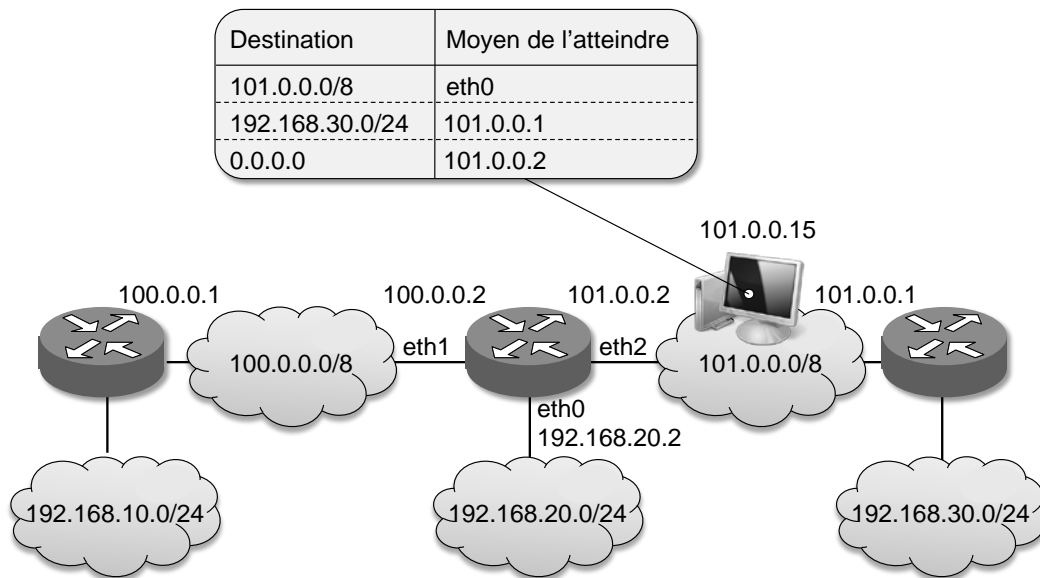 Destination Moyen de l’atteindre
101.0.0.0/8 eth0
192.168.30.0/24 101.0.0.1
0.0.0.0 101.0.0.2
101.0.0.15
100.0.0.1 100.0.0.2 101.0.0.2 101.0.0.1
100.0.0.0/8 eth1 eth2 101.0.0.0/8
eth0
192.168.20.2
192.168.10.0/24 192.168.20.0/24 192.168.30.0/24